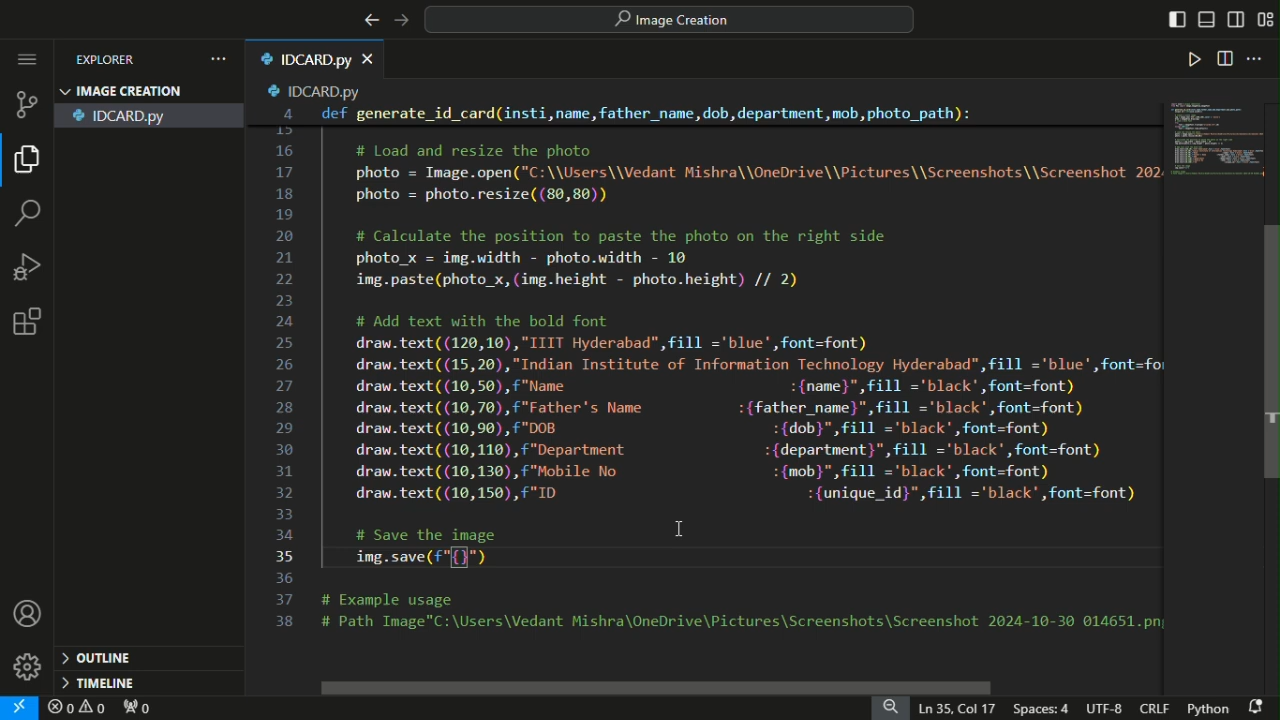 Image Creation
EXPLORER
IDCARD.py
IMAGE CREATION
IDCARD.py
IDCARD.py
4 def generate_id_card(insti,name,father_name,dob,department,mob,photo_path):
15
16 # Load and resize the photo
17 photo = Image.open("C:\\Users\\Vedant Mishra\\OneDrive\\Pictures\\Screenshots\\Screenshot 202
18 photo = photo.resize((80,80))
19
20 # Calculate the position to paste the photo on the right side
21 photo_x = img.width - photo.width - 10
22 img.paste(photo_x,(img.height - photo.height) // 2)
23
24 # Add text with the bold font
25 draw.text((120,10),"IIIT Hyderabad",fill ='blue',font=font)
26 draw.text((15,20),"Indian Institute of Information Technology Hyderabad",fill ='blue',font=fo
27 draw.text((10,50),f"Name :{name}",fill ='black',font=font)
28 draw.text((10,70),f"Father's Name :{father_name}",fill ='black',font=font)
29 draw.text((10,90),f"DOB :{dob}",fill ='black',font=font)
30 draw.text((10,110),f"Department :{department}",fill ='black',font=font)
31 draw.text((10,130),f"Mobile No :{mob}",fill ='black',font=font)
32 draw.text((10,150),f"ID :{unique_id}",fill ='black',font=font)
33
34 # Save the image
35 img.save(f"{}")
36
37 # Example usage
38 # Path Image"C:\Users\Vedant Mishra\OneDrive\Pictures\Screenshots\Screenshot 2024-10-30 014651.pn
OUTLINE
TIMELINE
0 0 0 Ln 35, Col 17 Spaces: 4 UTF-8 CRLF Python